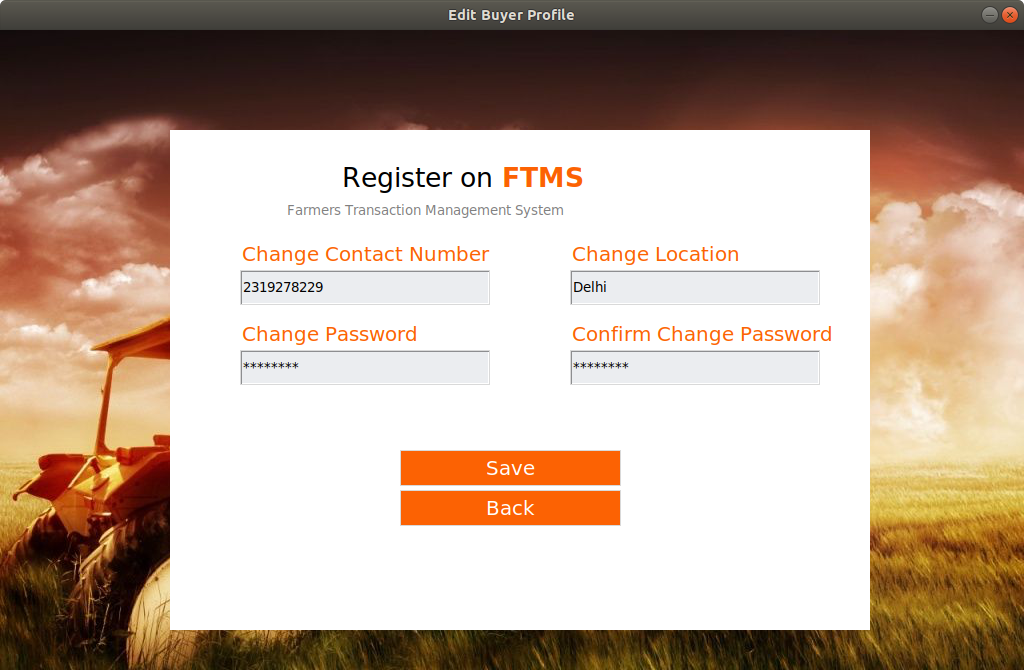 Edit Buyer Profile
Register on FTMS
Farmers Transaction Management System
Change Contact Number
Change Location
2319278229
Delhi
Change Password
Confirm Change Password
********
********
Save
Back